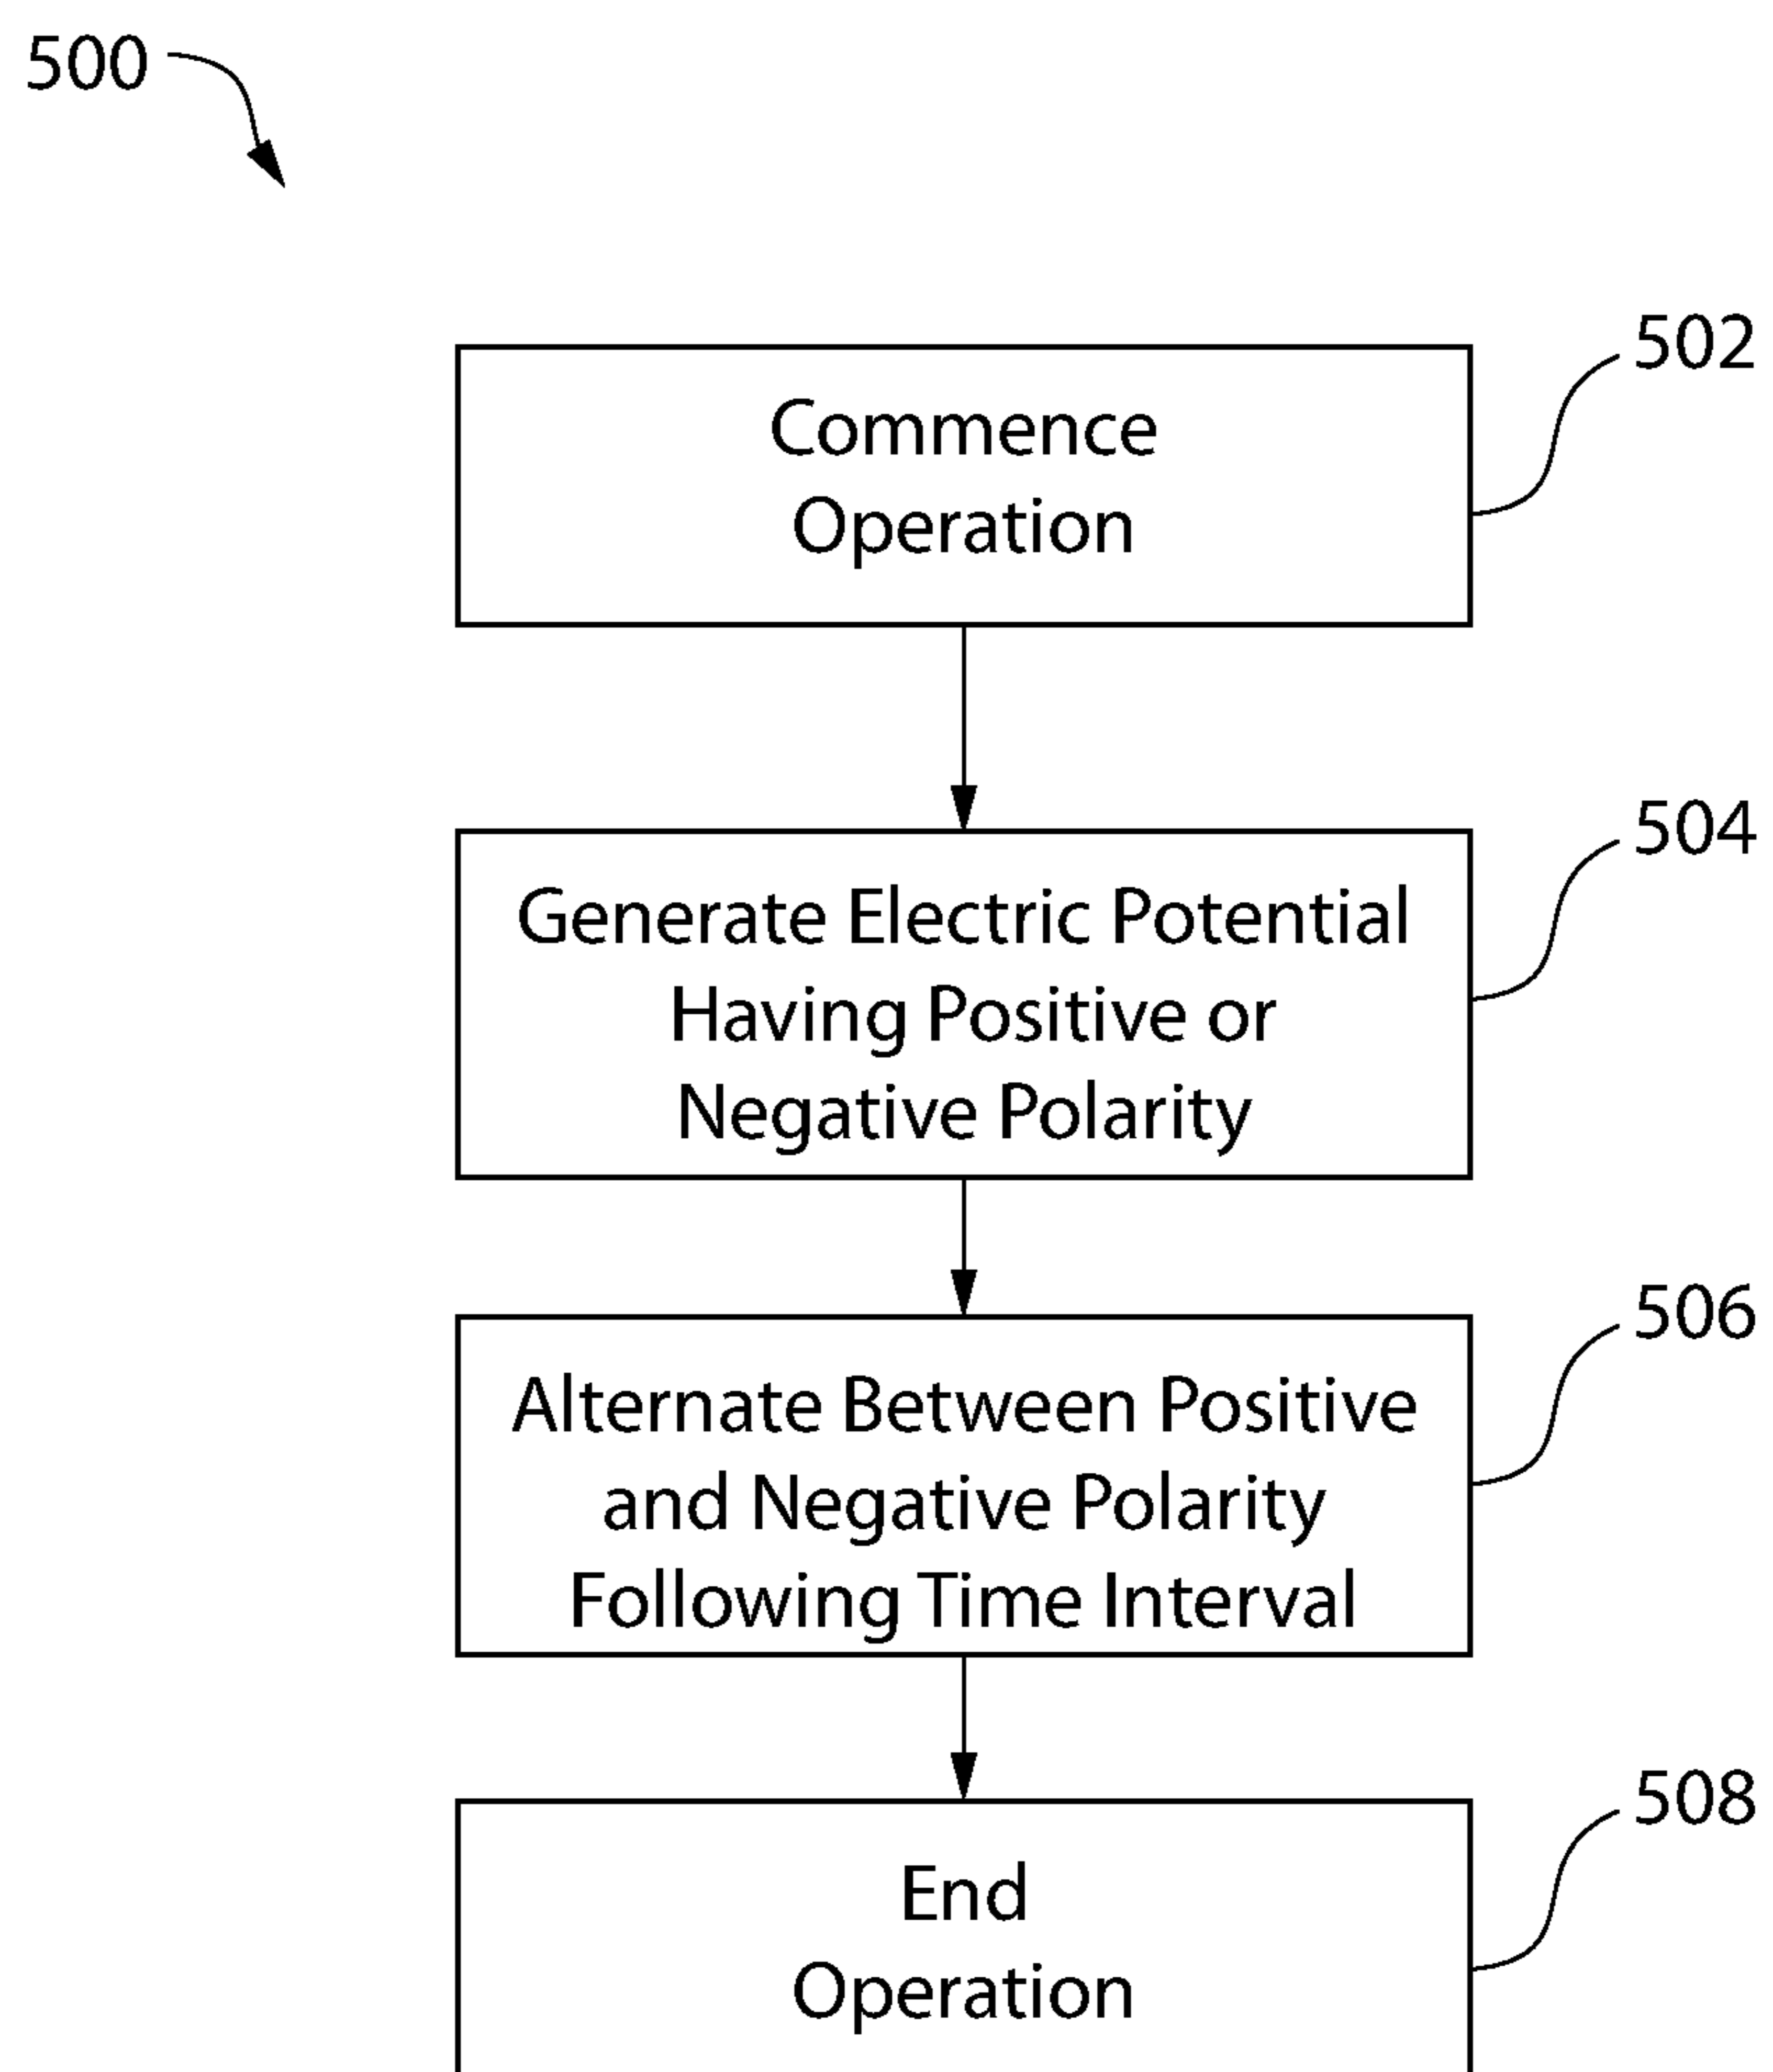 500
502
Commence
Operation
504
Generate Electric Potential
Having Positive or
Negative Polarity
506
Alternate Between Positive
and Negative Polarity
Following Time Interval
508
End
Operation